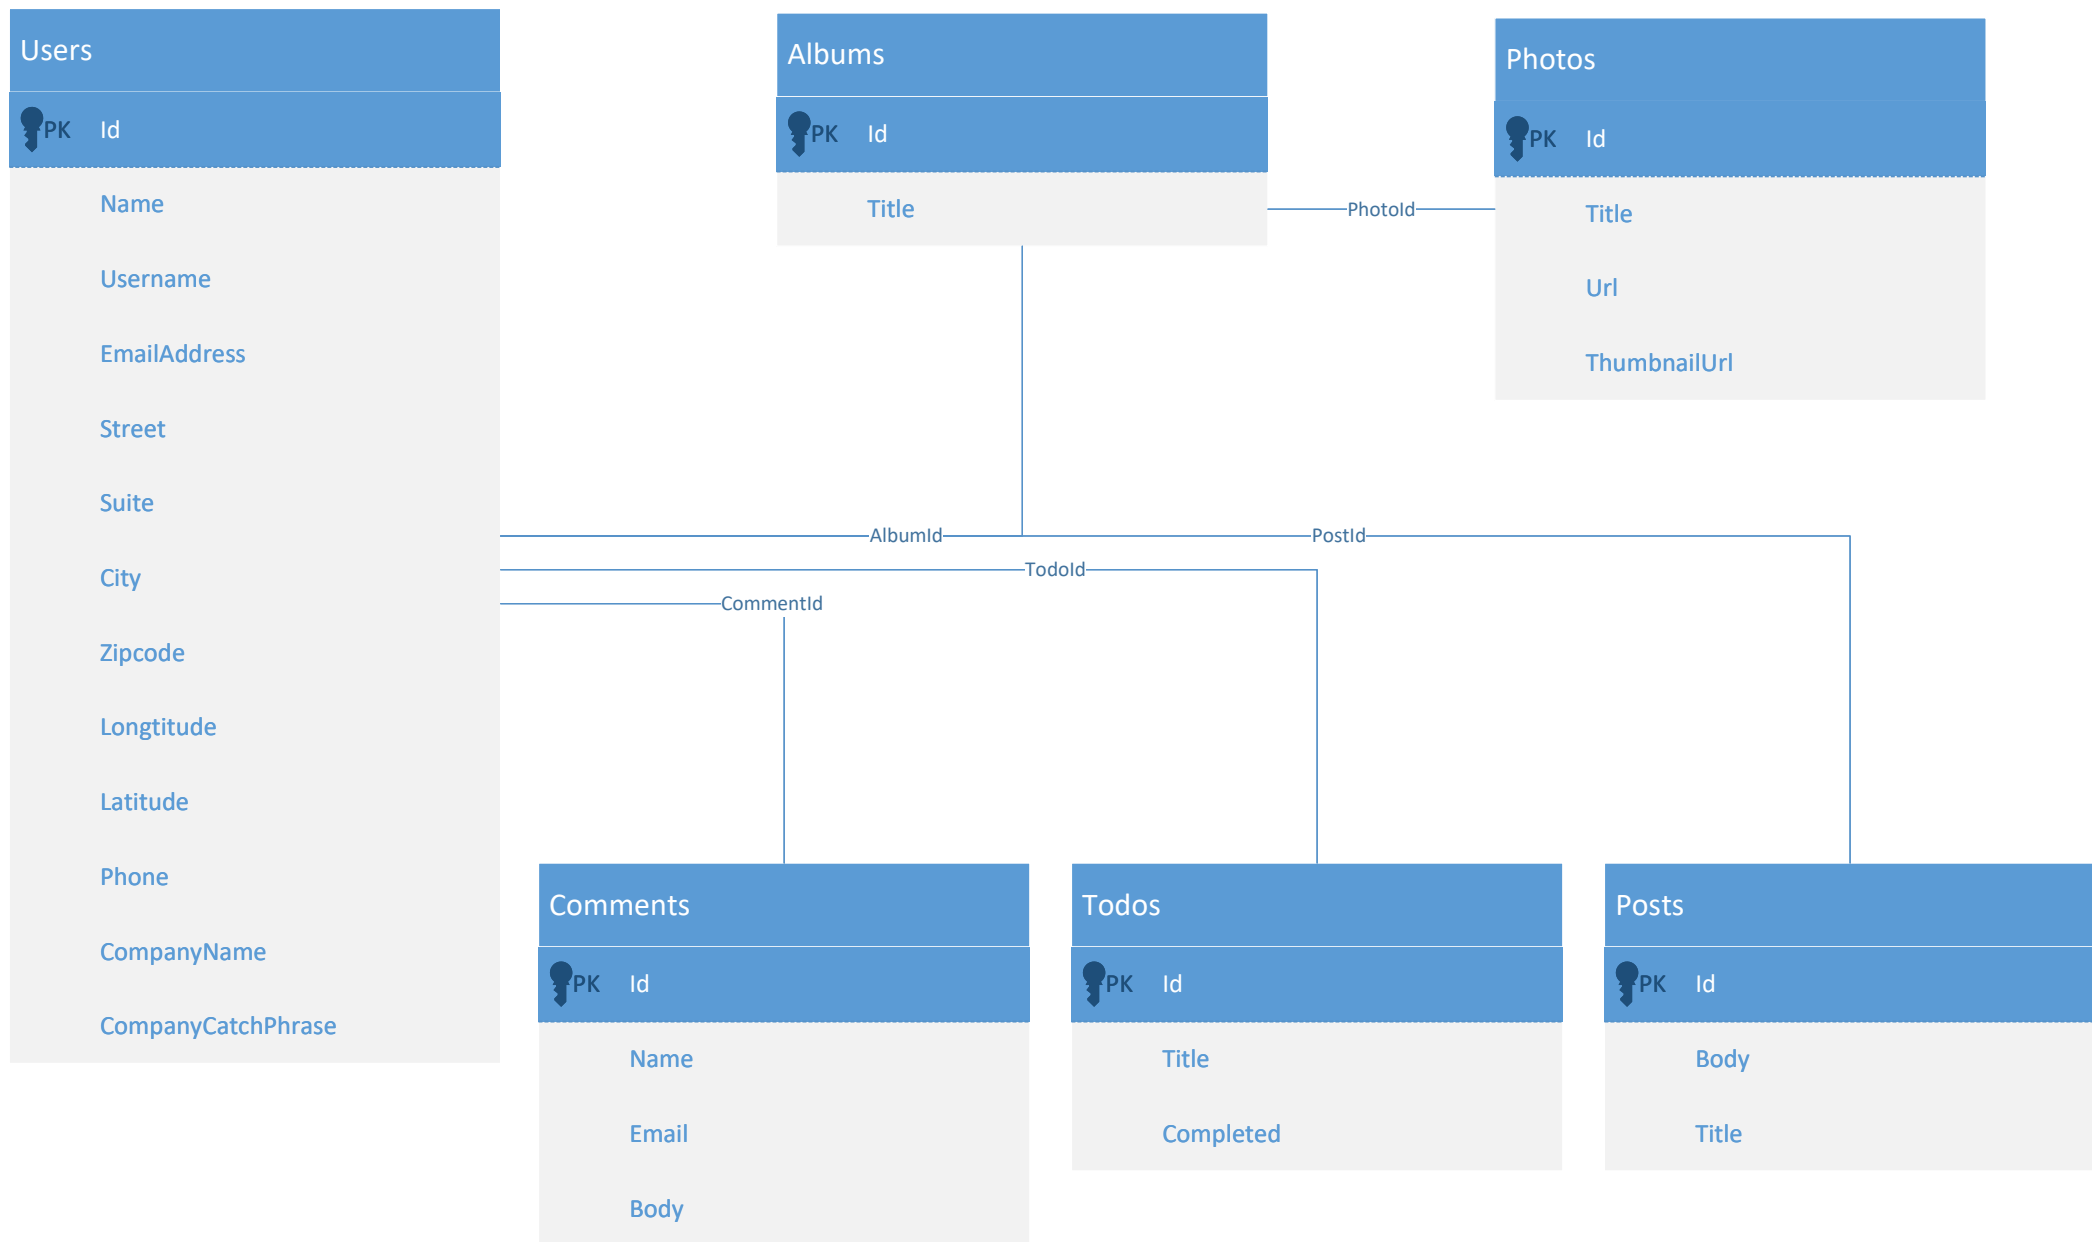 Users
PK Id
Name
Username
EmailAddress
Street
Suite
City
Zipcode
Longtitude
Latitude
Phone
CompanyName
CompanyCatchPhrase
Albums
PK Id
Title
PhotoId
Photos
PK Id
Title
Url
ThumbnailUrl
AlbumId
PostId
TodoId
CommentId
Comments
PK Id
Name
Email
Body
Todos
PK Id
Title
Completed
Posts
PK Id
Body
Title